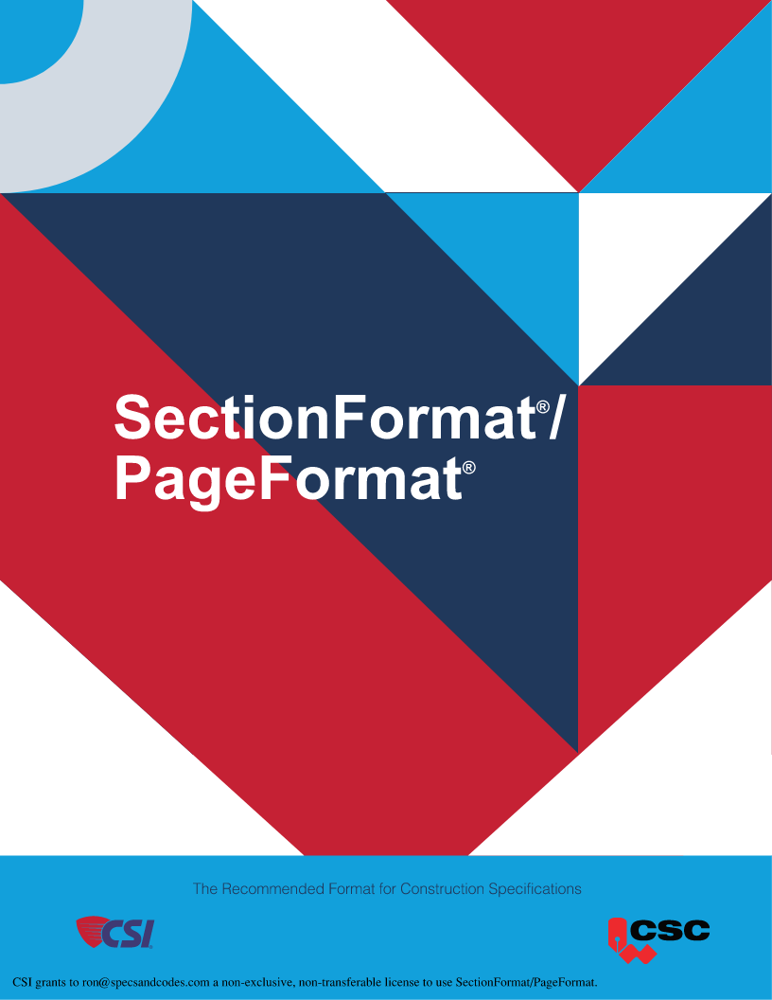 SectionFormat®/
PageFormat®
The Recommended Format for Construction Specifications
CSI®
CSC
CSI grants to ron@specsandcodes.com a non-exclusive, non-transferable license to use SectionFormat/PageFormat.